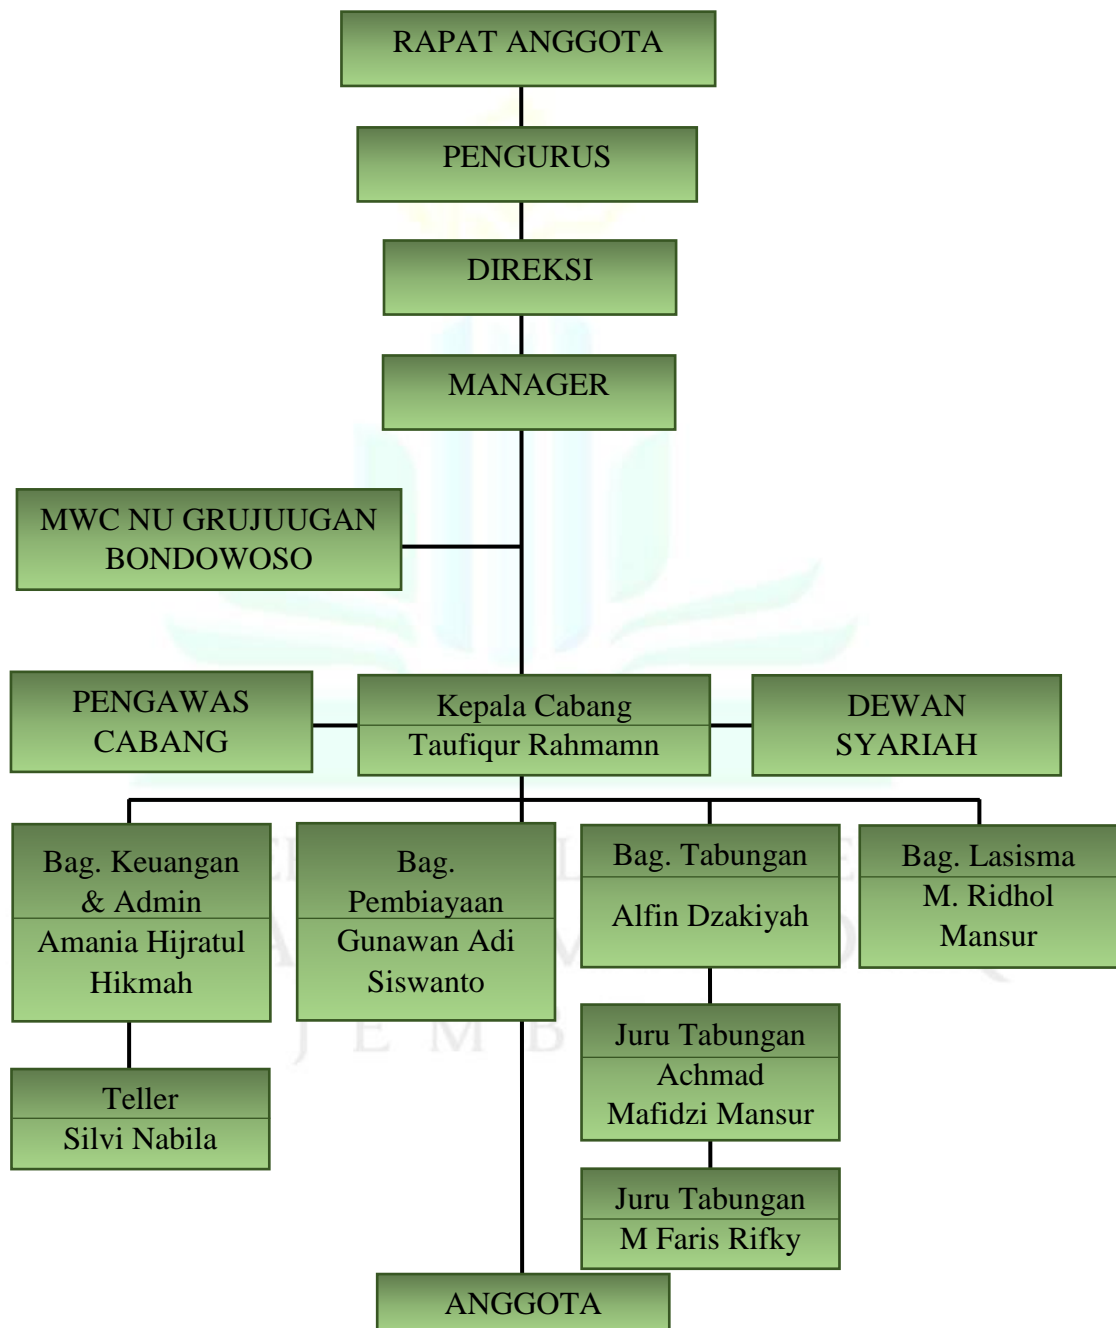 RAPAT ANGGOTA
PENGURUS
DIREKSI
MANAGER
MWC NU GRUJUUGAN
BONDOWOSO
PENGAWAS
CABANG
Kepala Cabang
Taufiqur Rahmamn
DEWAN
SYARIAH
Bag. Keuangan
& Admin
Amania Hijratul
Hikmah
Bag.
Pembiayaan
Gunawan Adi
Siswanto
Bag. Tabungan
Alfin Dzakiyah
Bag. Lasisma
M. Ridhol
Mansur
Teller
Silvi Nabila
Juru Tabungan
Achmad
Mafidzi Mansur
Juru Tabungan
M Faris Rifky
ANGGOTA
J E M B